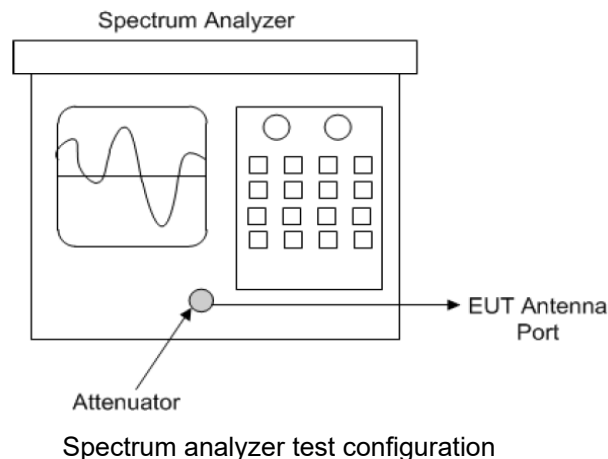 Spectrum Analyzer
EUT Antenna
Port
Attenuator
Spectrum analyzer test configuration